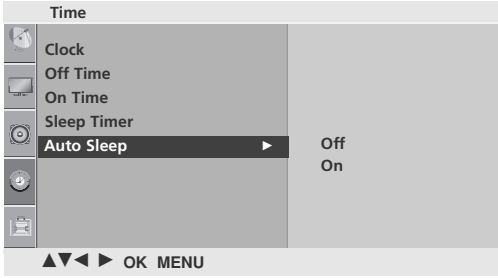 Time
Clock
Off Time
On Time
Sleep Timer
Auto Sleep ►
Off
On
▲▼◄ ► OK MENU